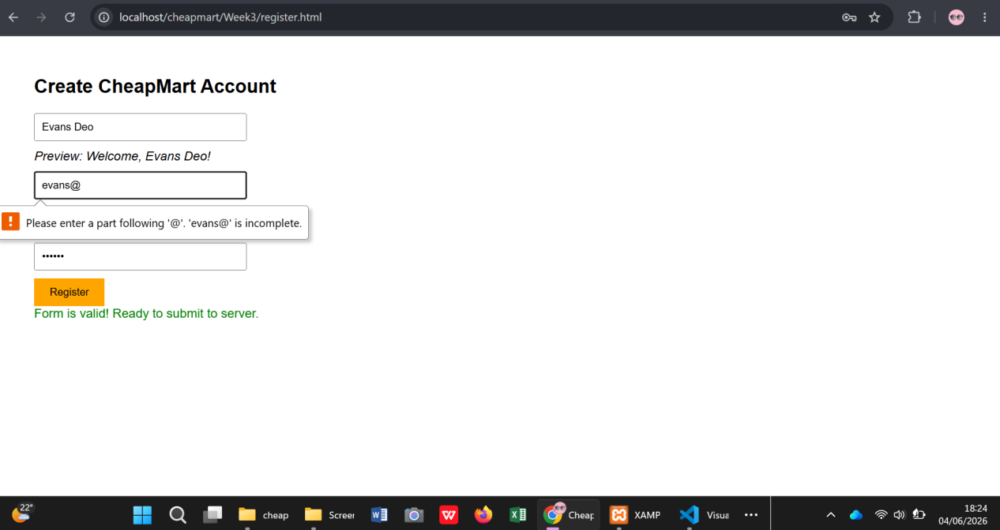 localhost/cheapmart/Week3/register.html
Create CheapMart Account
Evans Deo
Preview: Welcome, Evans Deo!
evans@
! Please enter a part following '@'. 'evans@' is incomplete.
••••••
Register
Form is valid! Ready to submit to server.
22°
cheap
Screer
Cheap
XAMP
Visua
18:24
04/06/2026